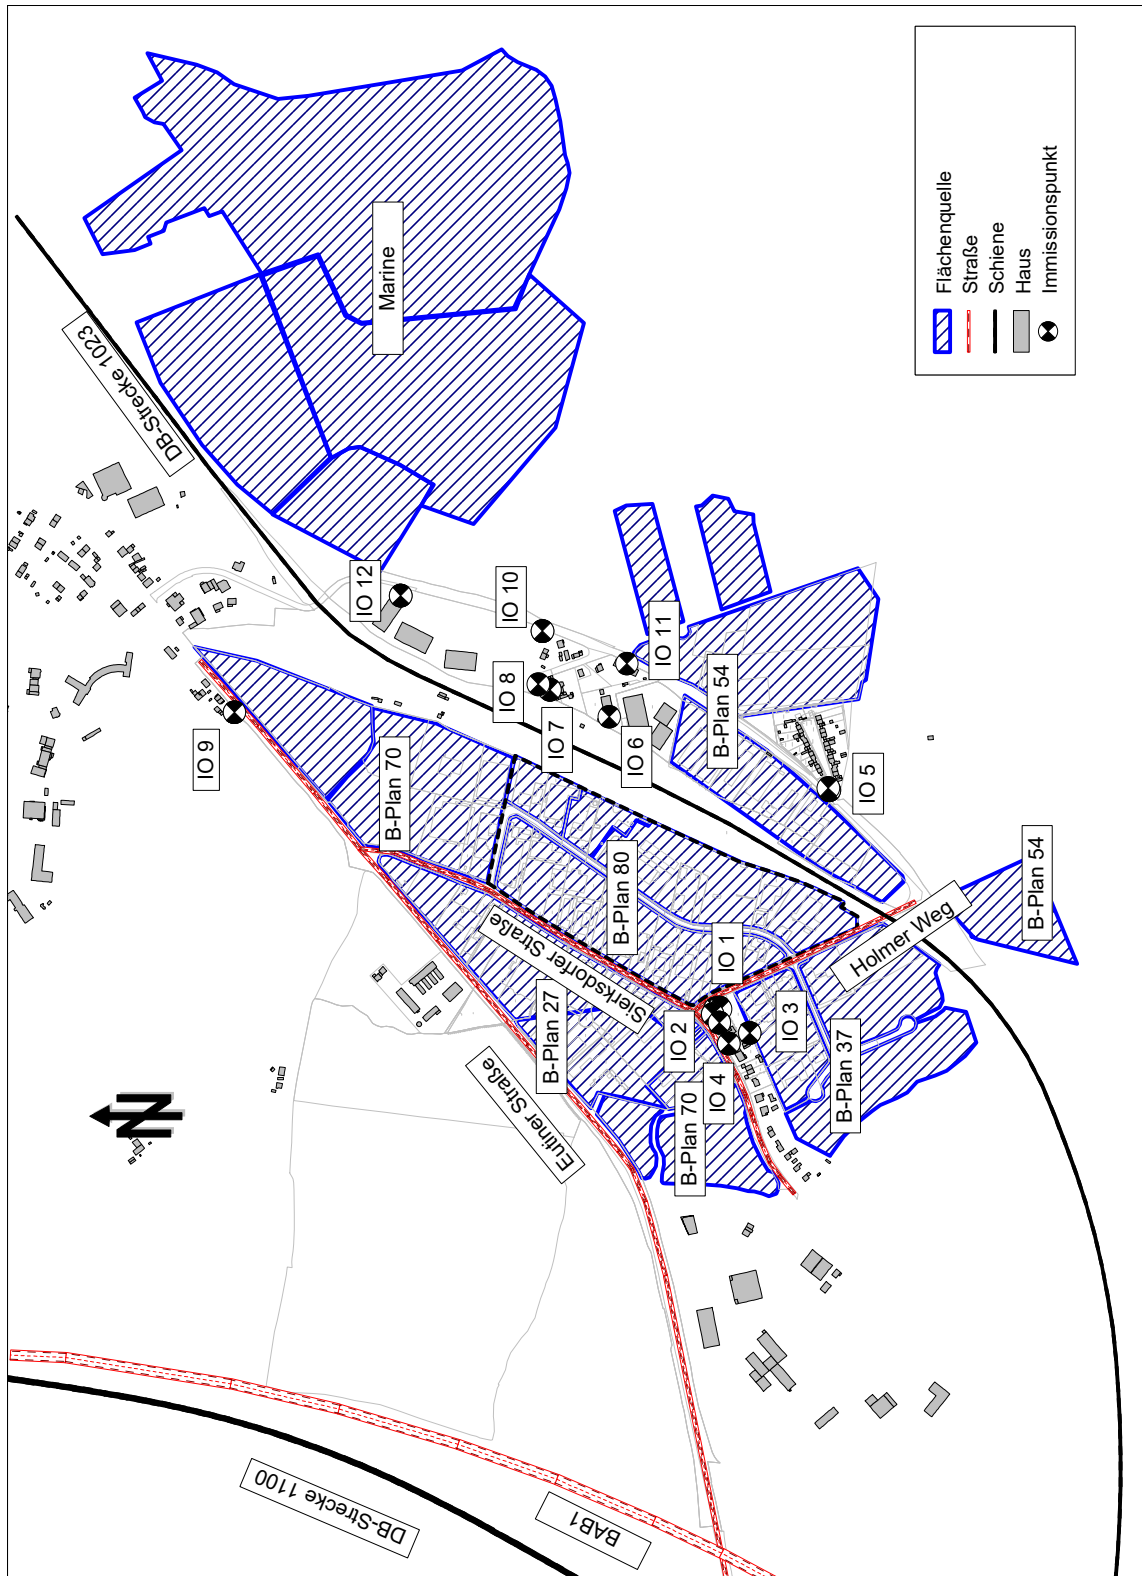 Marine
DB-Strecke 1023
IO 12
IO 10
IO 11
IO 8
IO 7
IO 6
IO 9
B-Plan 54
IO 5
B-Plan 70
B-Plan 80
Sierksdorfer Straße
B-Plan 27
Eutiner Straße
IO 1
IO 2
IO 3
IO 4
B-Plan 70
B-Plan 37
Holmer Weg
B-Plan 54
N
DB-Strecke 1100
BAB1
Flächenquelle
Straße
Schiene
Haus
Immissionspunkt